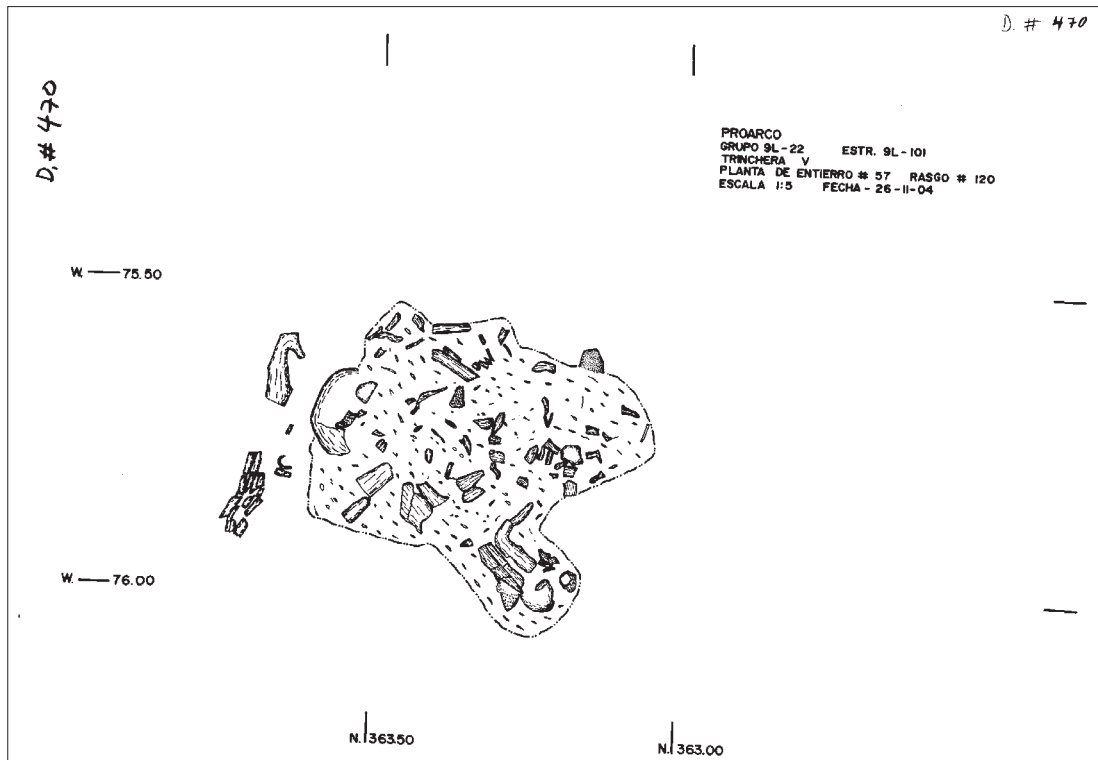 D. # 470
D. # 470
PROARCO
GRUPO 9L-22 ESTR. 9L-101
TRINCHERA V
PLANTA DE ENTIERRO # 57 RASGO # 120
ESCALA 1:5 FECHA - 26-11-04
W. 75.50
W. 76.00
N. 363.50
N. 363.00